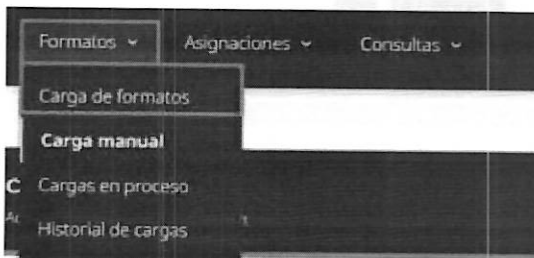 Formatos Asignaciones Consultas
Carga de formatos
Carga manual
Cargas en proceso
Historial de cargas